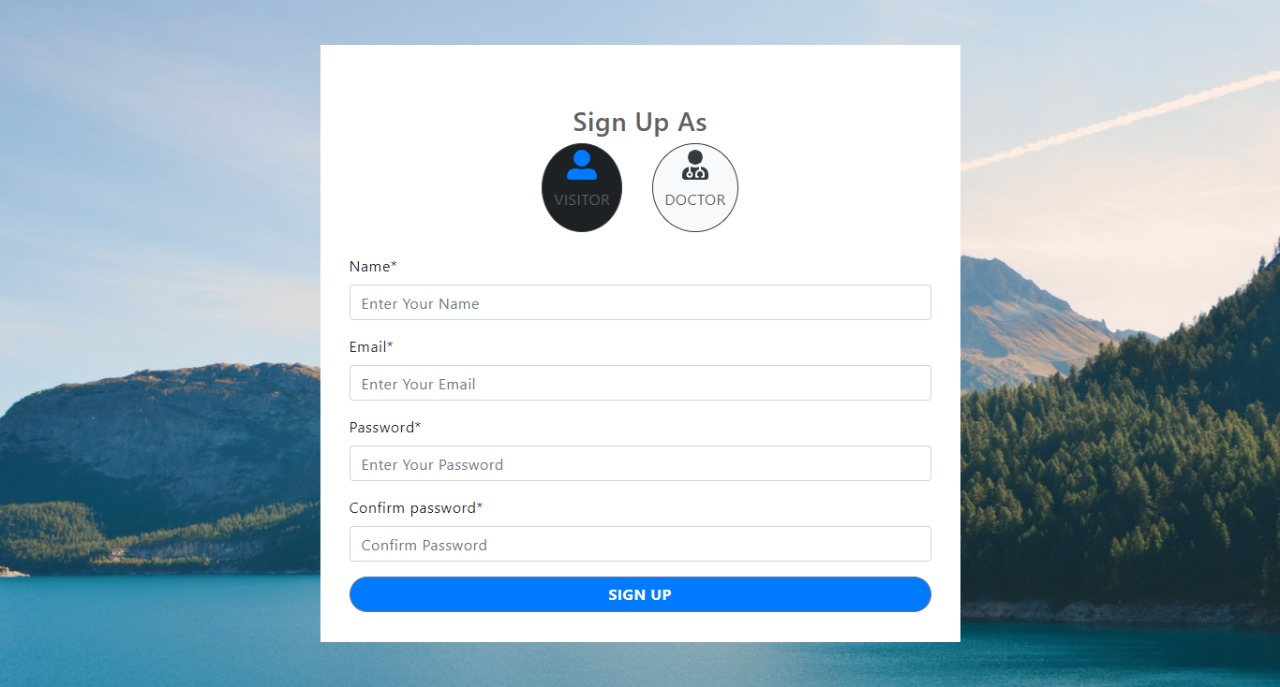 Sign Up As
VISITOR DOCTOR
Name*
Enter Your Name
Email*
Enter Your Email
Password*
Enter Your Password
Confirm password*
Confirm Password
SIGN UP